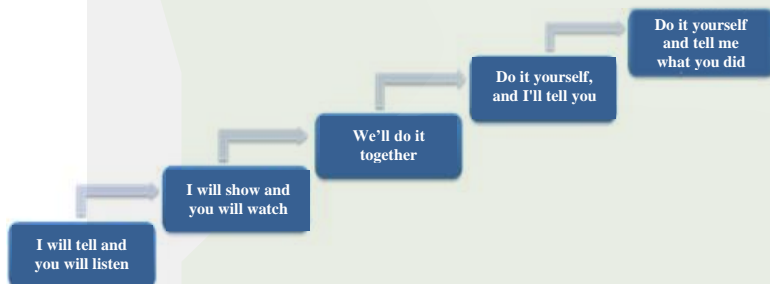 Do it yourself
and tell me
what you did
Do it yourself,
and I'll tell you
We'll do it
together
I will show and
you will watch
I will tell and
you will listen